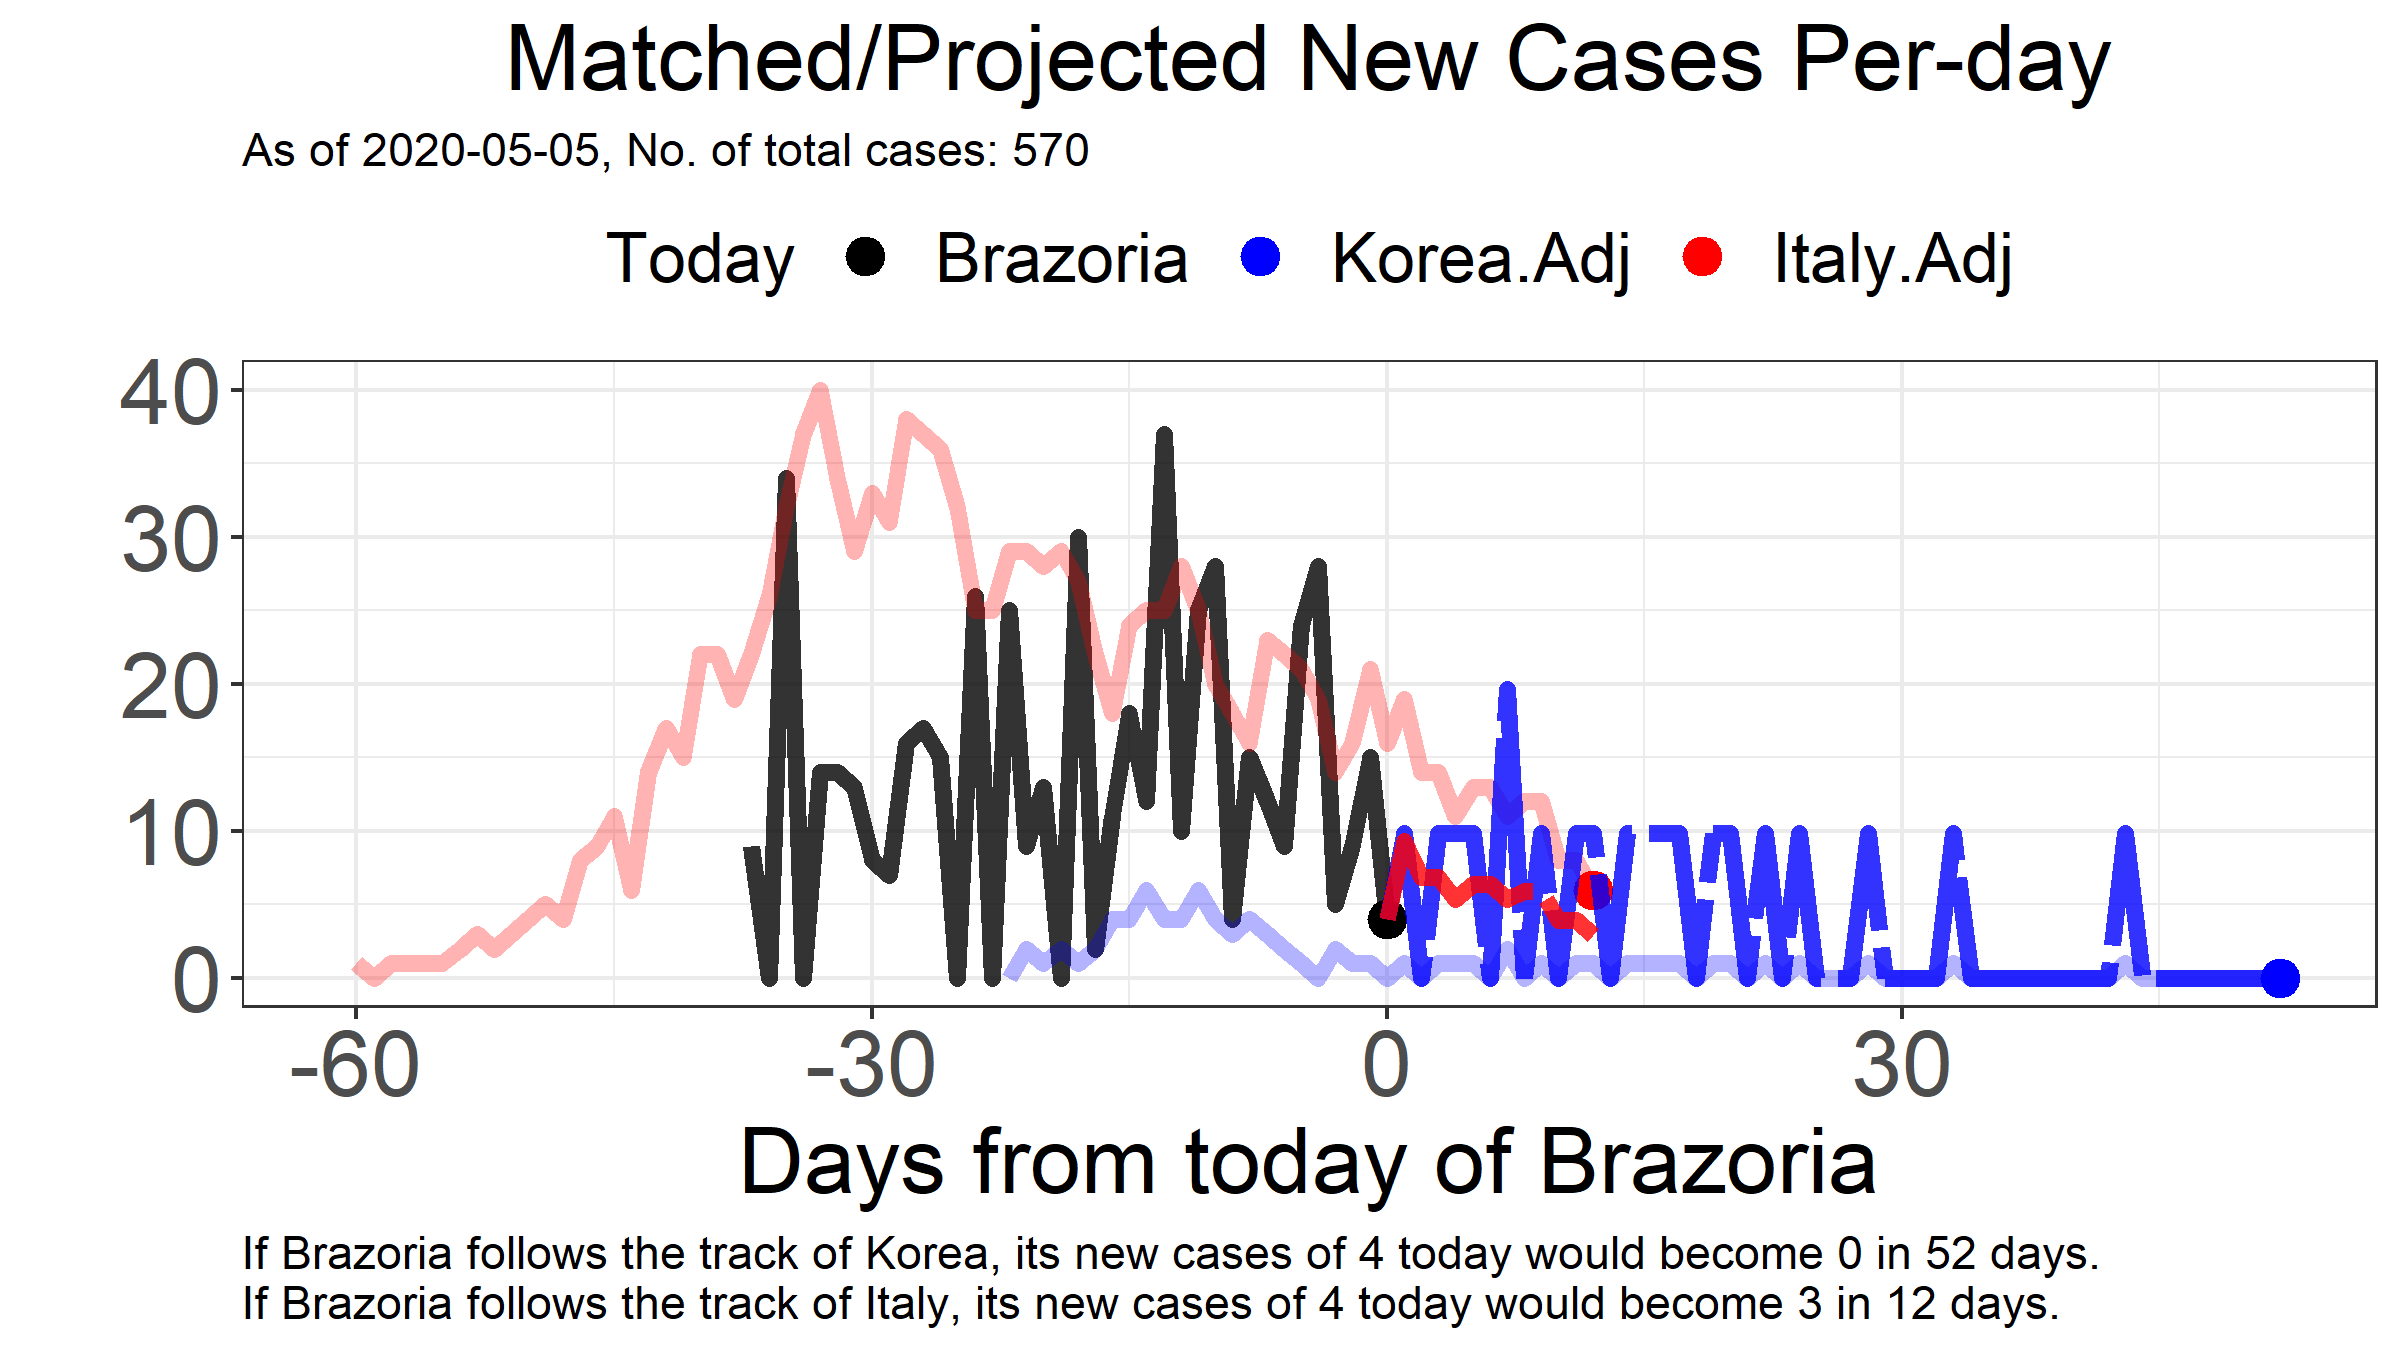 Matched/Projected New Cases Per-day
As of 2020-05-05, No. of total cases: 570
Today Brazoria Korea.Adj Italy.Adj
40
30
20
10
0
-60 -30 0 30
Days from today of Brazoria
If Brazoria follows the track of Korea, its new cases of 4 today would become 0 in 52 days.
If Brazoria follows the track of Italy, its new cases of 4 today would become 3 in 12 days.